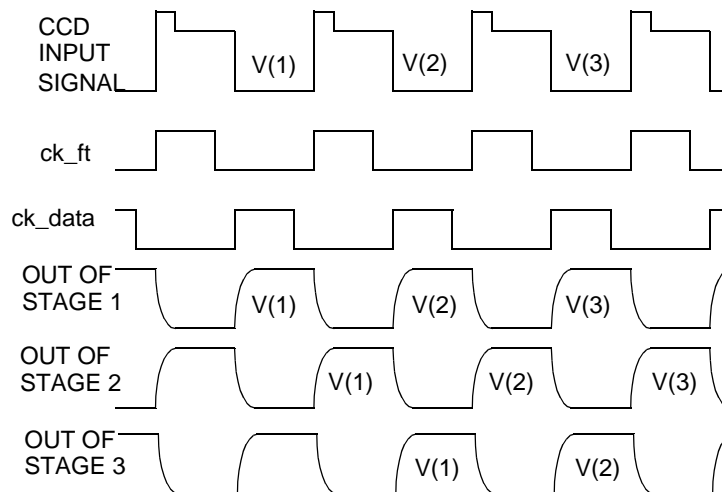 CCD
INPUT
SIGNAL
V(1) V(2) V(3)
ck_ft
ck_data
OUT OF
STAGE 1
V(1) V(2) V(3)
OUT OF
STAGE 2
V(1) V(2) V(3)
OUT OF
STAGE 3
V(1) V(2)